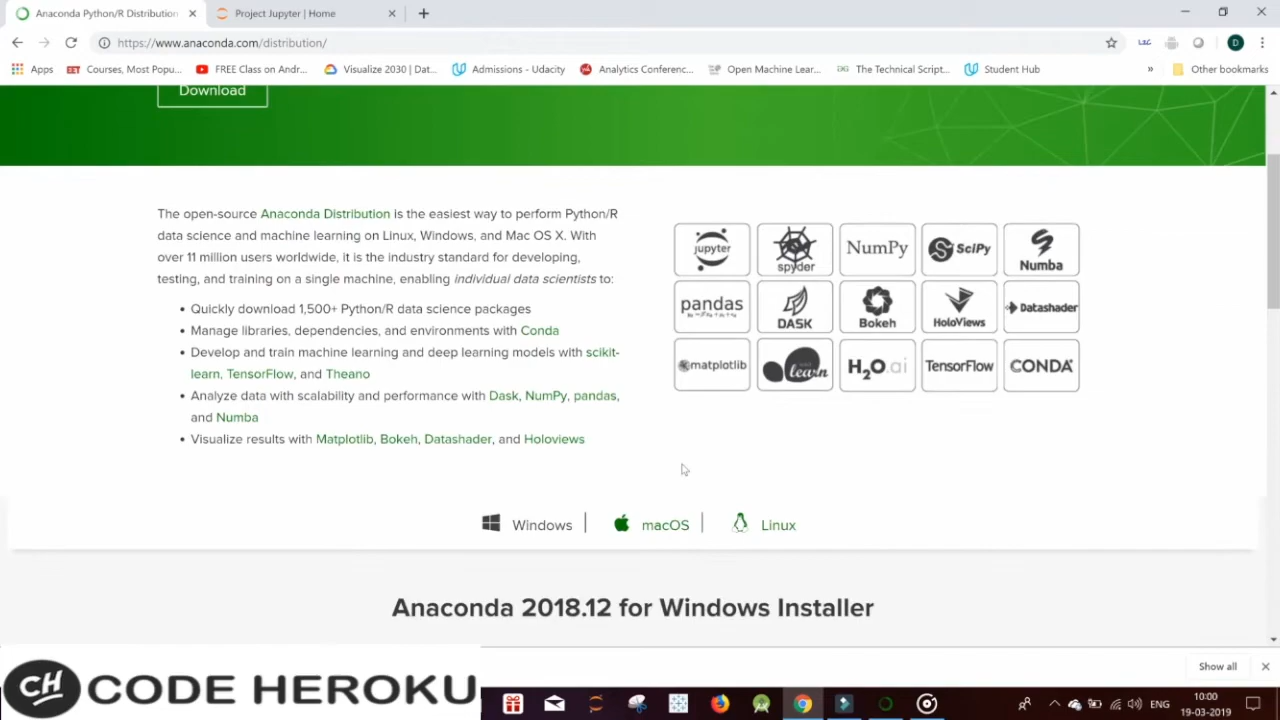 Anaconda Python/R Distribution
Project Jupyter | Home
https://www.anaconda.com/distribution/
Apps
EET
Courses, Most Popu...
FREE Class on Andr...
Visualize 2030 | Dat...
Admissions - Udacity
Analytics Conferenc...
Open Machine Lear...
The Technical Script...
Student Hub
»
Other bookmarks
D
Download
The open-source Anaconda Distribution is the easiest way to perform Python/R
data science and machine learning on Linux, Windows, and Mac OS X. With
over 11 million users worldwide, it is the industry standard for developing,
testing, and training on a single machine, enabling individual data scientists to:
• Quickly download 1,500+ Python/R data science packages
• Manage libraries, dependencies, and environments with Conda
• Develop and train machine learning and deep learning models with scikit-
learn, TensorFlow, and Theano
• Analyze data with scalability and performance with Dask, NumPy, pandas,
and Numba
• Visualize results with Matplotlib, Bokeh, Datashader, and Holoviews
jupyter
spyder
NumPy
SciPy
Numba
pandas
DASK
Bokeh
HoloViews
Datashader
matplotlib
learn
H2O.ai
TensorFlow
CONDA
Windows
macOS
Linux
Anaconda 2018.12 for Windows Installer
Show all
CH CODE HEROKU
ENG
10:00
19-03-2019